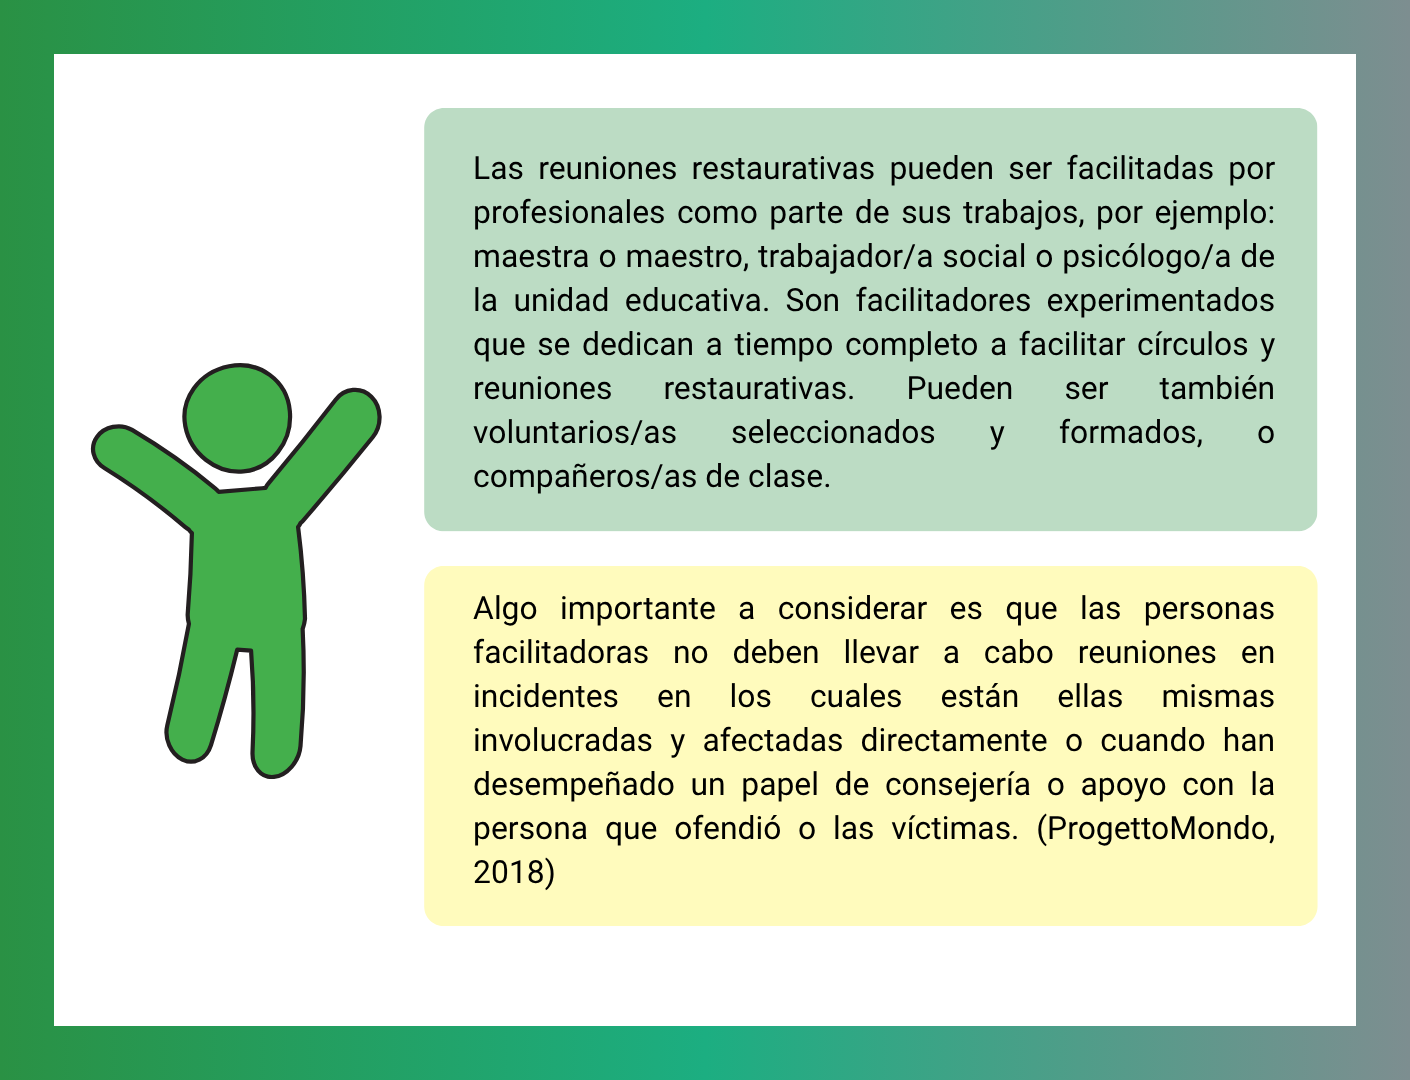 Las reuniones restaurativas pueden ser facilitadas por
profesionales como parte de sus trabajos, por ejemplo:
maestra o maestro, trabajador/a social o psicólogo/a de
la unidad educativa. Son facilitadores experimentados
que se dedican a tiempo completo a facilitar círculos y
reuniones restaurativas. Pueden ser también
voluntarios/as seleccionados y formados, o
compañeros/as de clase.
Algo importante a considerar es que las personas
facilitadoras no deben llevar a cabo reuniones en
incidentes en los cuales están ellas mismas
involucradas y afectadas directamente o cuando han
desempeñado un papel de consejería o apoyo con la
persona que ofendió o las víctimas. (ProgettoMondo,
2018)